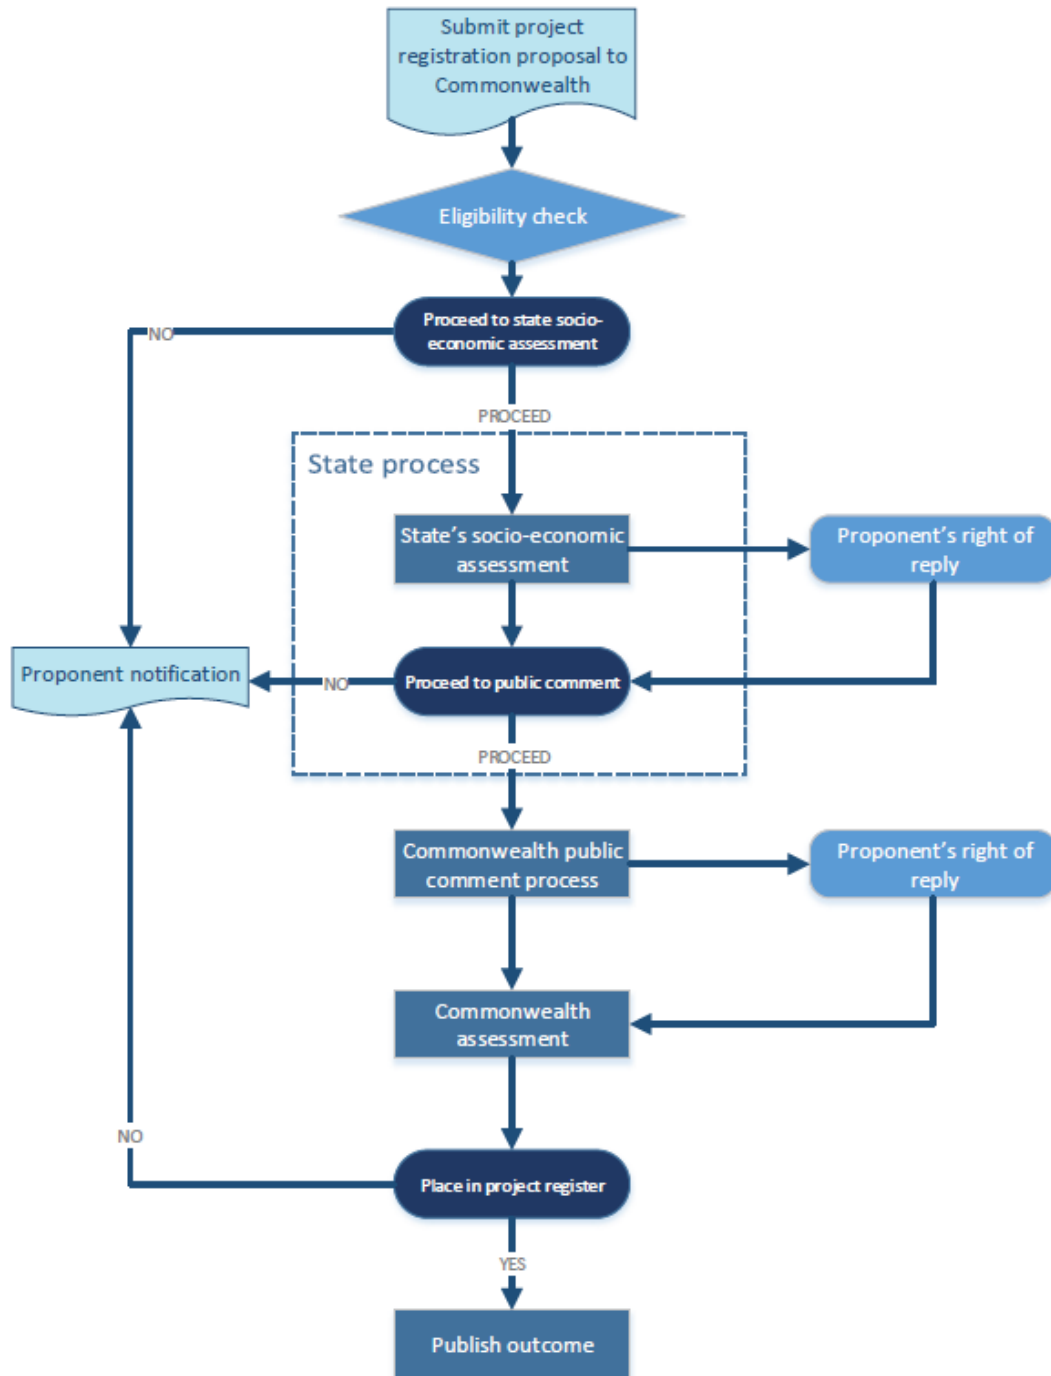 Submit project
registration proposal to
Commonwealth
Eligibility check
Proceed to state socio-
economic assessment
NO
PROCEED
State process
State's socio-economic
assessment
Proponent's right of
reply
Proponent notification
NO
Proceed to public comment
PROCEED
Commonwealth public
comment process
Proponent's right of
reply
Commonwealth
assessment
NO
Place in project register
YES
Publish outcome